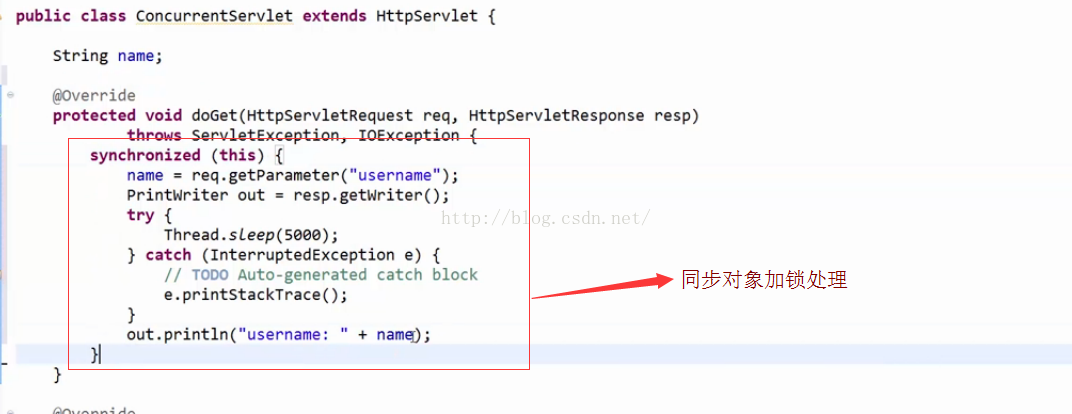 public class ConcurrentServlet extends HttpServlet {
String name;
@Override
protected void doGet(HttpServletRequest req, HttpServletResponse resp)
throws ServletException, IOException {
synchronized (this) {
name = req.getParameter("username");
PrintWriter out = resp.getWriter();
try {
http://blog.csdn.net/
Thread.sleep(5000);
} catch (InterruptedException e) {
// TODO Auto-generated catch block
同步对象加锁处理
e.printStackTrace();
}
out.println("username: " + name);
}
}
@Override